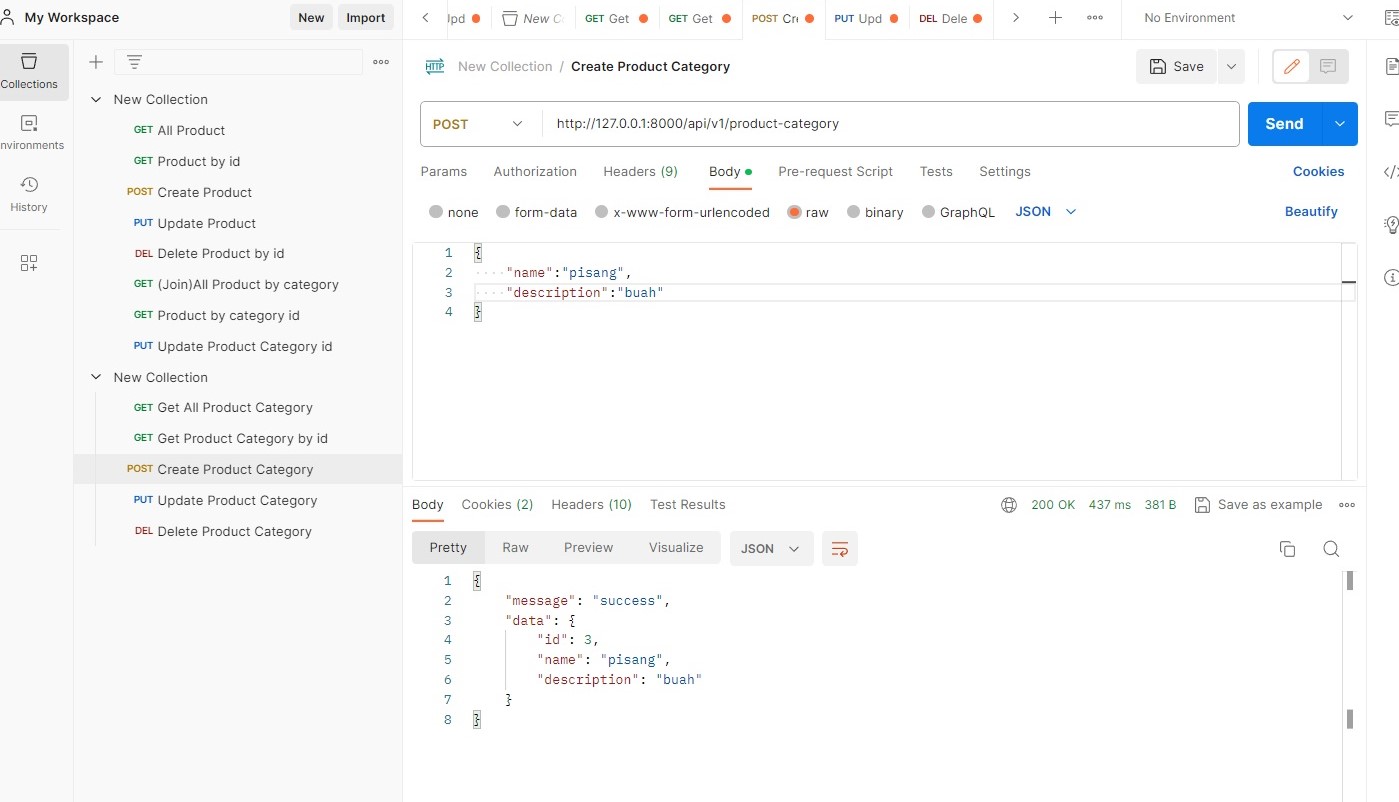 My Workspace
New
Import
lpd
New C
GET Get
GET Get
POST Cr
PUT Upd
DEL Dele
No Environment
Collections
nvironments
History
New Collection
GET All Product
GET Product by id
POST Create Product
PUT Update Product
DEL Delete Product by id
GET (Join)All Product by category
GET Product by category id
PUT Update Product Category id
New Collection
GET Get All Product Category
GET Get Product Category by id
POST Create Product Category
PUT Update Product Category
DEL Delete Product Category
HTTP New Collection / Create Product Category
Save
POST
http://127.0.0.1:8000/api/v1/product-category
Send
Params Authorization Headers (9) Body Pre-request Script Tests Settings Cookies
none form-data x-www-form-urlencoded raw binary GraphQL JSON Beautify
1 {
2 "name":"pisang",
3 "description":"buah"
4 }
Body Cookies (2) Headers (10) Test Results 200 OK 437 ms 381 B Save as example
Pretty Raw Preview Visualize JSON
1 {
2 "message": "success",
3 "data": {
4 "id": 3,
5 "name": "pisang",
6 "description": "buah"
7 }
8 }